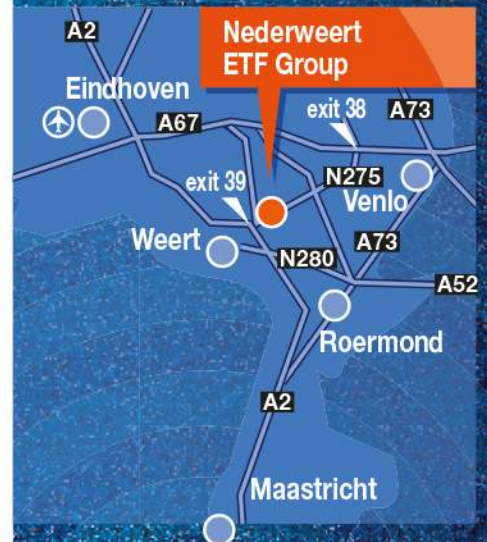 A2
Nederweert
ETF Group
Eindhoven
exit 38
A73
A67
exit 39
N275
Venlo
Weert
N280
A73
A52
Roermond
A2
Maastricht